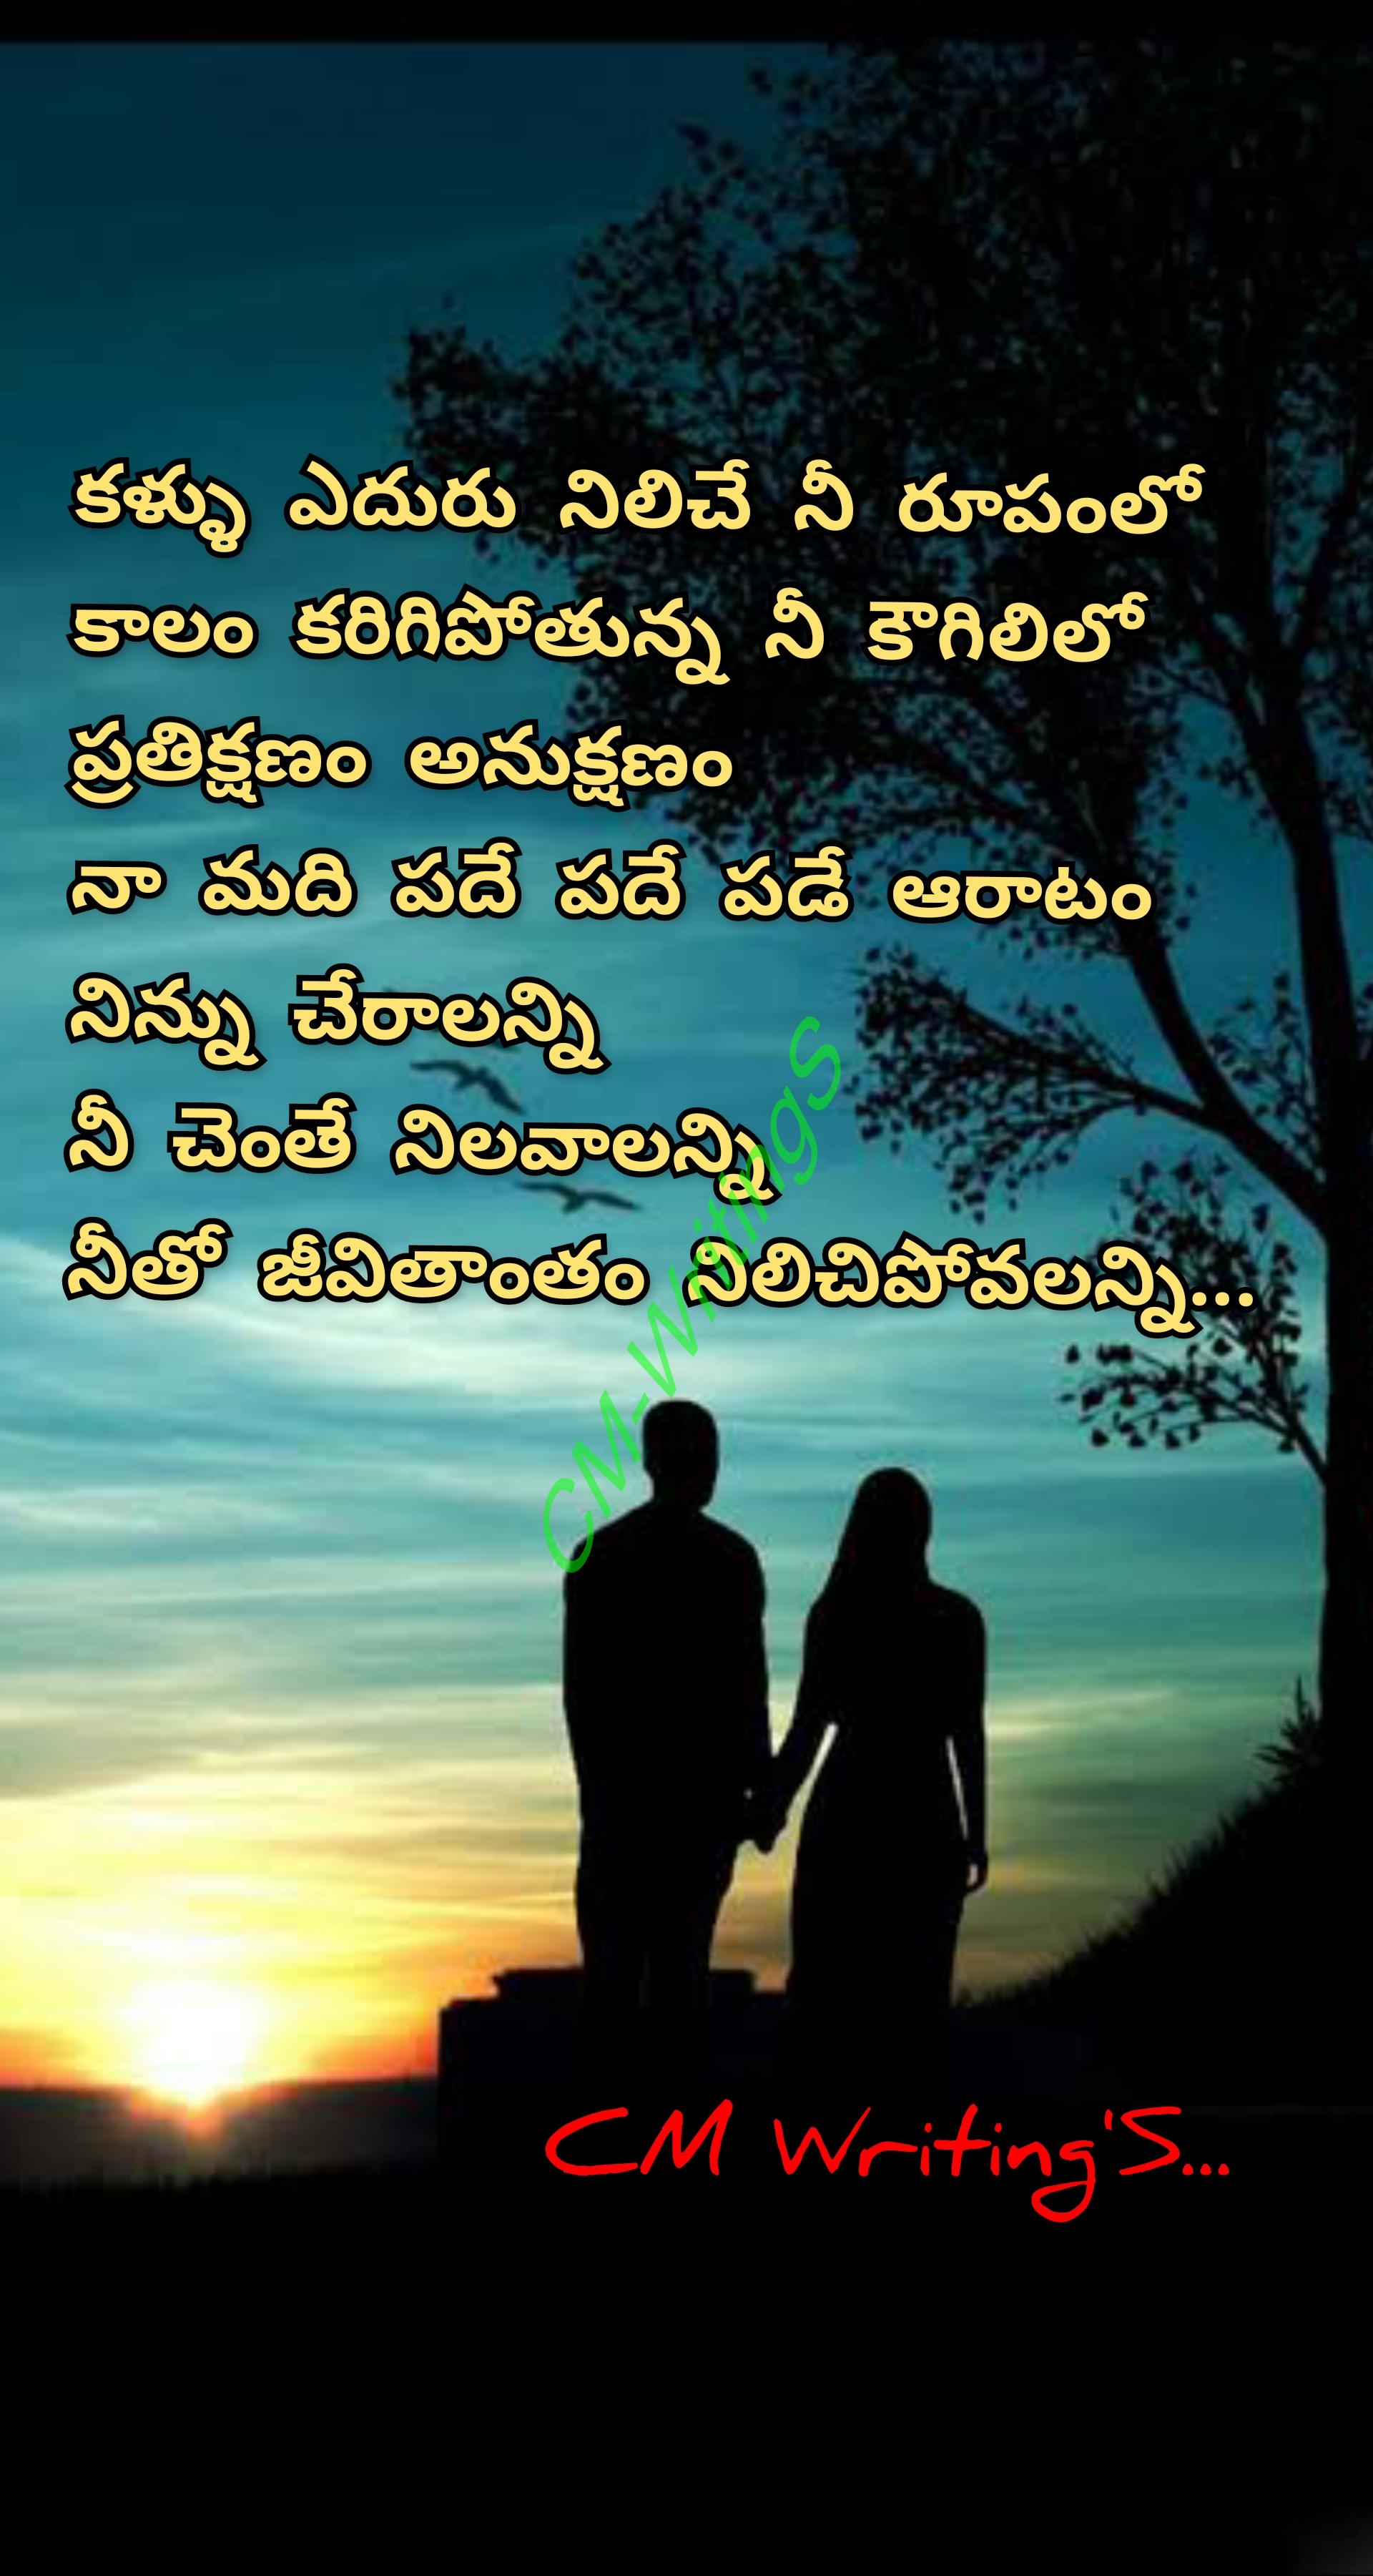 కళ్ళు ఎదురు నిలిచే నీ రూపంలో
కాలం కరిగిపోతున్న నీ కౌగిలిలో
ప్రతిక్షణం అనుక్షణం
నా మది పదే పదే పడే ఆరాటం
నిన్ను చేరాలన్ని
నీ చెంతే నిలవాలన్ని
నీతో జీవితాంతం నిలిచిపోవలన్ని...
CM-WritingS
CM Writing'S...